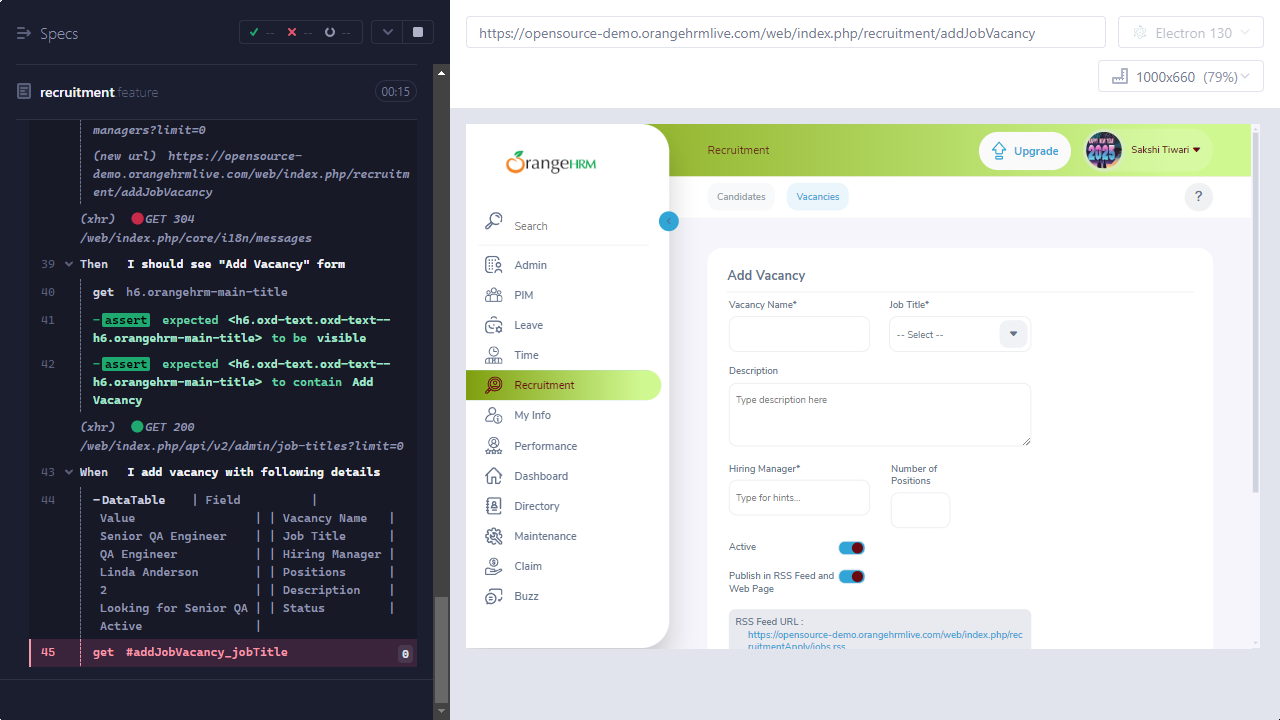 Specs
-- -- --
recruitment feature
00:15
managers?limit=0
(new url) https://opensource-
demo.orangehrmlive.com/web/index.php/recruitm
ent/addJobVacancy
(xhr) GET 304
/web/index.php/core/i18n/messages
39 Then I should see "Add Vacancy" form
40 get h6.orangehrm-main-title
41 -assert expected <h6.oxd-text.oxd-text--
h6.orangehrm-main-title> to be visible
42 -assert expected <h6.oxd-text.oxd-text--
h6.orangehrm-main-title> to contain Add
Vacancy
(xhr) GET 200
/web/index.php/api/v2/admin/job-titles?limit=0
43 When I add vacancy with following details
44 -DataTable | Field |
Value | | Vacancy Name |
Senior QA Engineer | | Job Title |
QA Engineer | | Hiring Manager |
Linda Anderson | | Positions |
2 | | Description |
Looking for Senior QA | | Status |
Active |
45 get #addJobVacancy_jobTitle 0
https://opensource-demo.orangehrmlive.com/web/index.php/recruitment/addJobVacancy
Electron 130
1000x660 (79%)
OrangeHRM
Search
Admin
PIM
Leave
Time
Recruitment
My Info
Performance
Dashboard
Directory
Maintenance
Claim
Buzz
Recruitment
Upgrade
HAPPY NEW YEAR
2025
Sakshi Tiwari
Candidates
Vacancies
?
Add Vacancy
Vacancy Name*
Job Title*
-- Select --
Description
Type description here
Hiring Manager*
Number of
Positions
Type for hints...
Active
Publish in RSS Feed and
Web Page
RSS Feed URL :
https://opensource-demo.orangehrmlive.com/web/index.php/rec
ruitmentApply/jobs.rss